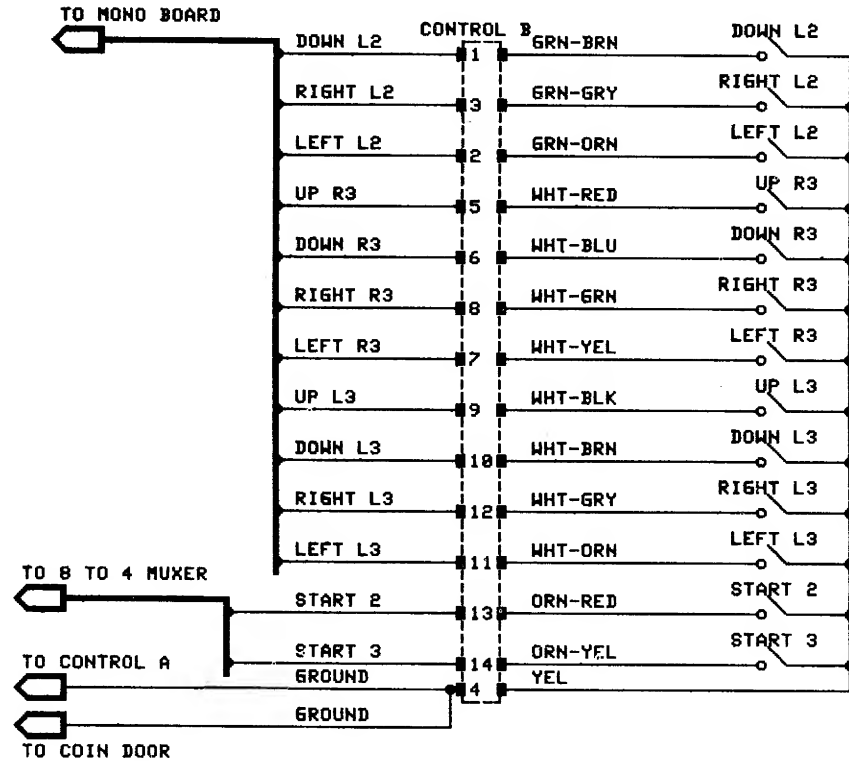 TO MONO BOARD
CONTROL B
DOWN L2 1 GRN-BRN DOWN L2
RIGHT L2 3 GRN-GRY RIGHT L2
LEFT L2 2 GRN-ORN LEFT L2
UP R3 5 WHT-RED UP R3
DOWN R3 6 WHT-BLU DOWN R3
RIGHT R3 8 WHT-GRN RIGHT R3
LEFT R3 7 WHT-YEL LEFT R3
UP L3 9 WHT-BLK UP L3
DOWN L3 10 WHT-BRN DOWN L3
RIGHT L3 12 WHT-GRY RIGHT L3
LEFT L3 11 WHT-ORN LEFT L3
TO 8 TO 4 MUXER
START 2 13 ORN-RED START 2
START 3 14 ORN-YEL START 3
TO CONTROL A
GROUND 4 YEL
GROUND
TO COIN DOOR